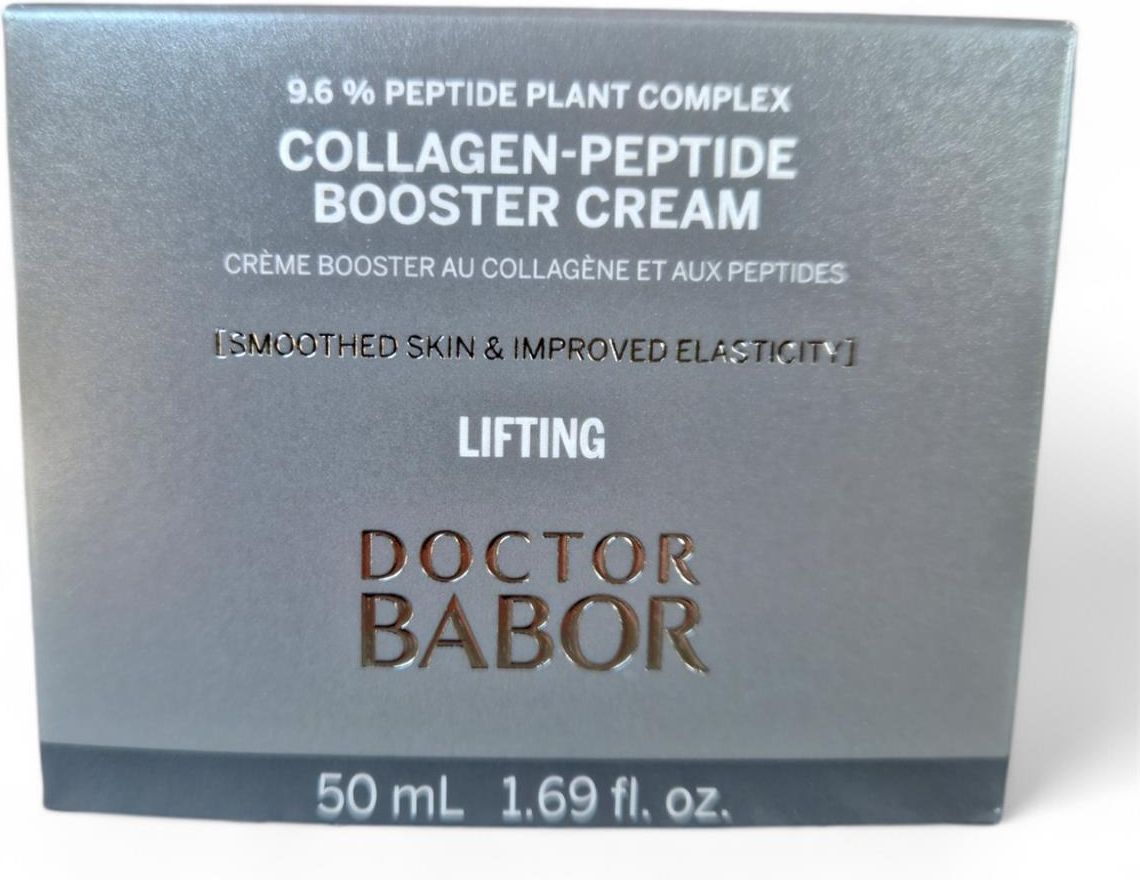 9.6 % PEPTIDE PLANT COMPLEX
COLLAGEN-PEPTIDE
BOOSTER CREAM
CRÈME BOOSTER AU COLLAGÈNE ET AUX PEPTIDES
[SMOOTHED SKIN & IMPROVED ELASTICITY]
LIFTING
DOCTOR
BABOR
50 mL 1.69 fl. oz.